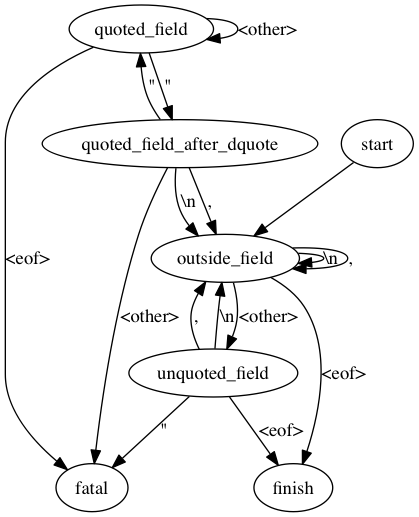 quoted_field
<other>
" "
quoted_field_after_dquote
start
\n ,
outside_field
\n ,
<eof>
<other>
, \n <other>
unquoted_field
<eof>
"
<eof>
fatal
finish